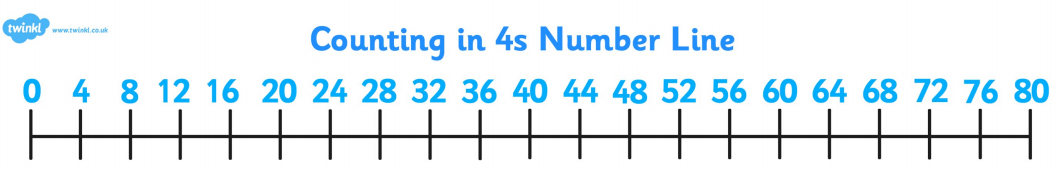 twinkl www.twinkl.co.uk
Counting in 4s Number Line
0 4 8 12 16 20 24 28 32 36 40 44 48 52 56 60 64 68 72 76 80